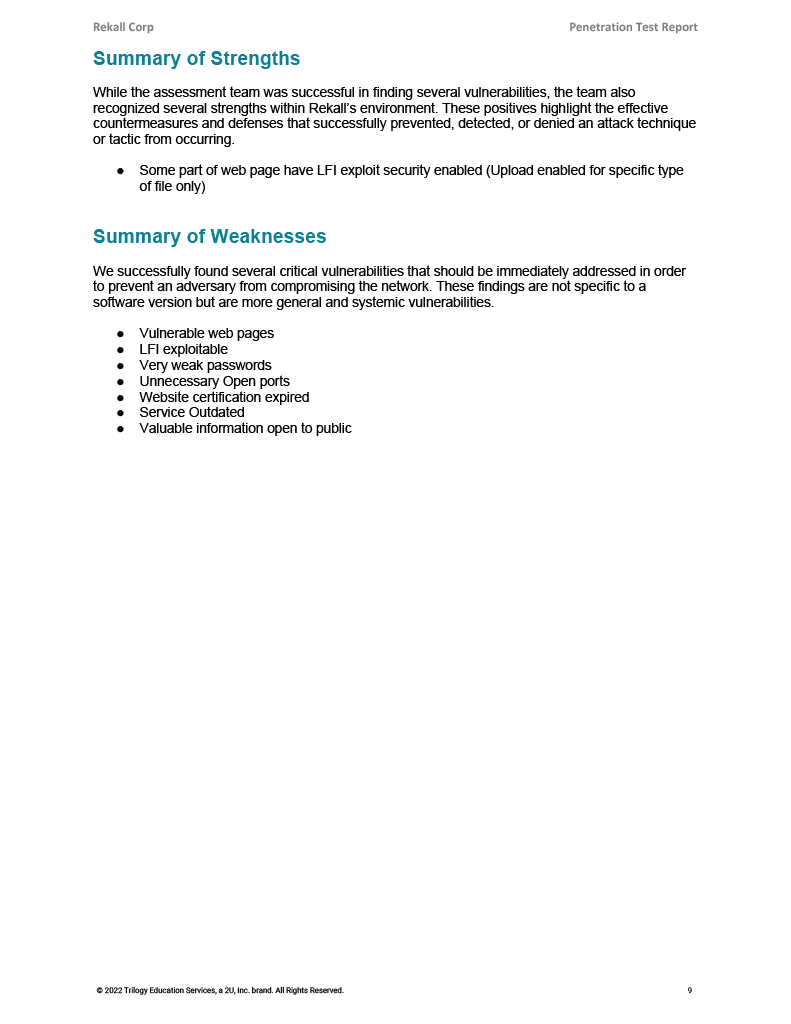 Rekall Corp Penetration Test Report
Summary of Strengths
While the assessment team was successful in finding several vulnerabilities, the team also
recognized several strengths within Rekall’s environment. These positives highlight the effective
countermeasures and defenses that successfully prevented, detected, or denied an attack technique
or tactic from occurring.
● Some part of web page have LFI exploit security enabled (Upload enabled for specific type
of file only)
Summary of Weaknesses
We successfully found several critical vulnerabilities that should be immediately addressed in order
to prevent an adversary from compromising the network. These findings are not specific to a
software version but are more general and systemic vulnerabilities.
● Vulnerable web pages
● LFI exploitable
● Very weak passwords
● Unnecessary Open ports
● Website certification expired
● Service Outdated
● Valuable information open to public
© 2022 Trilogy Education Services, a 2U, Inc. brand. All Rights Reserved. 9